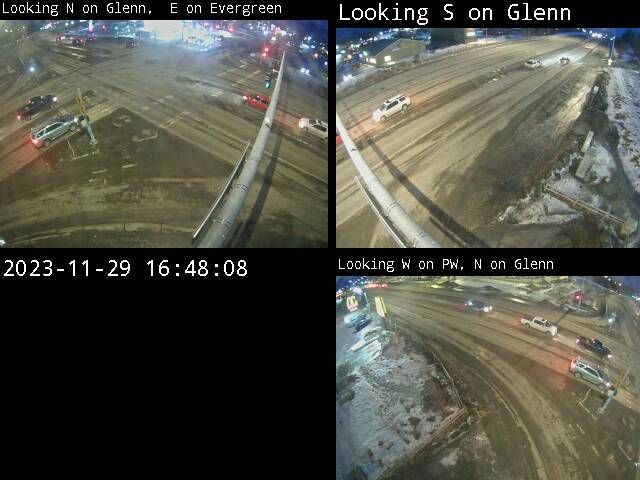 Looking N on Glenn, E on Evergreen
Looking S on Glenn
2023-11-29 16:48:08
Looking W on PW, N on Glenn